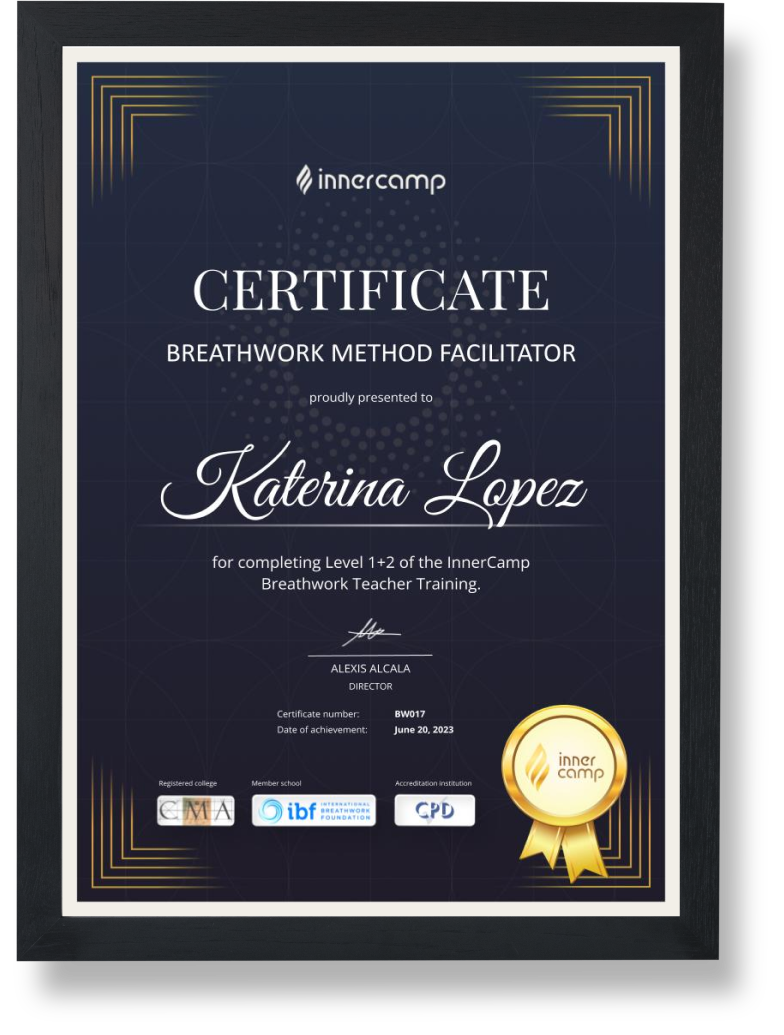 innercamp
CERTIFICATE
BREATHWORK METHOD FACILITATOR
proudly presented to
Katerina Lopez
for completing Level 1+2 of the InnerCamp
Breathwork Teacher Training.
ALEXIS ALCALA
DIRECTOR
Certificate number: BW017
Date of achievement: June 20, 2023
Registered college Member school Accreditation institution
CMA
ibf INTERNATIONAL
BREATHWORK
FOUNDATION
CPD
inner
camp